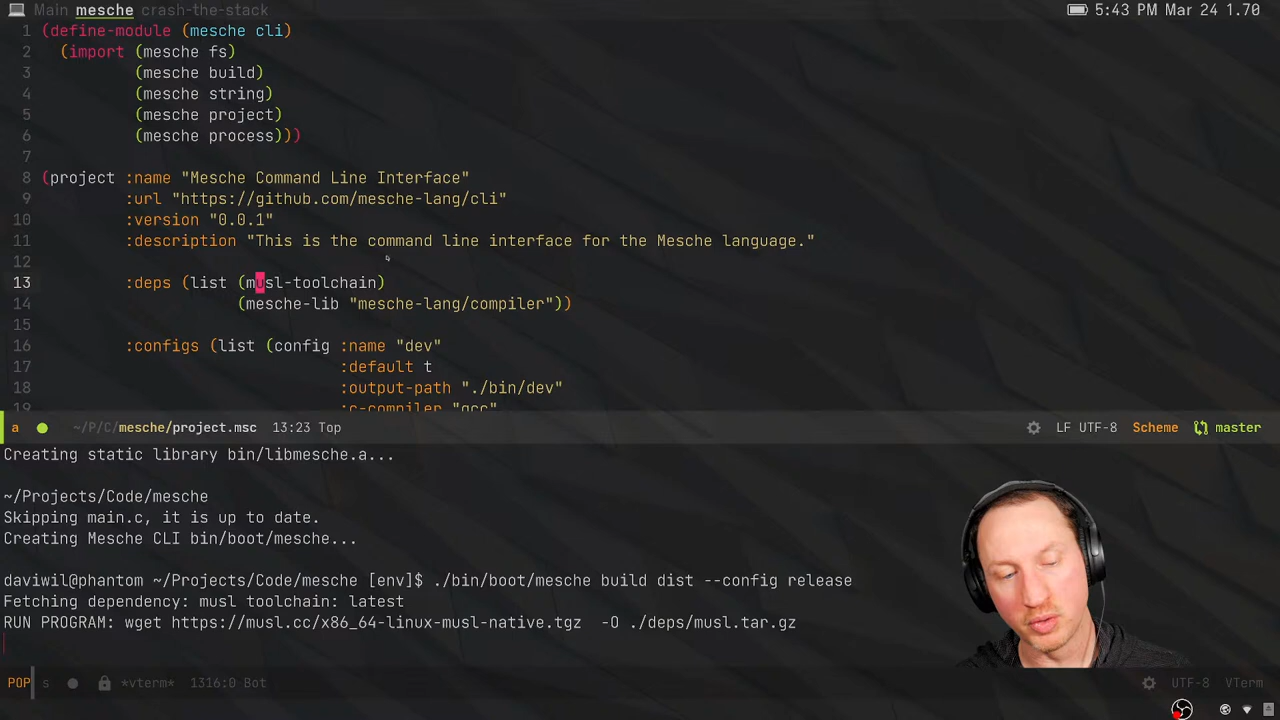 Main mesche crash-the-stack 5:43 PM Mar 24 1.70
1 (define-module (mesche cli)
2 (import (mesche fs)
3 (mesche build)
4 (mesche string)
5 (mesche project)
6 (mesche process)))
7
8 (project :name "Mesche Command Line Interface"
9 :url "https://github.com/mesche-lang/cli"
10 :version "0.0.1"
11 :description "This is the command line interface for the Mesche language."
12
13 :deps (list (musl-toolchain)
14 (mesche-lib "mesche-lang/compiler"))
15
16 :configs (list (config :name "dev"
17 :default t
18 :output-path "./bin/dev"
19 :c-compiler "gcc"
a ~/P/C/mesche/project.msc 13:23 Top LF UTF-8 Scheme master
Creating static library bin/libmesche.a...
~/Projects/Code/mesche
Skipping main.c, it is up to date.
Creating Mesche CLI bin/boot/mesche...
daviwil@phantom ~/Projects/Code/mesche [env]$ ./bin/boot/mesche build dist --config release
Fetching dependency: musl toolchain: latest
RUN PROGRAM: wget https://musl.cc/x86_64-linux-musl-native.tgz -O ./deps/musl.tar.gz
POP s *vterm* 1316:0 Bot UTF-8 VTerm